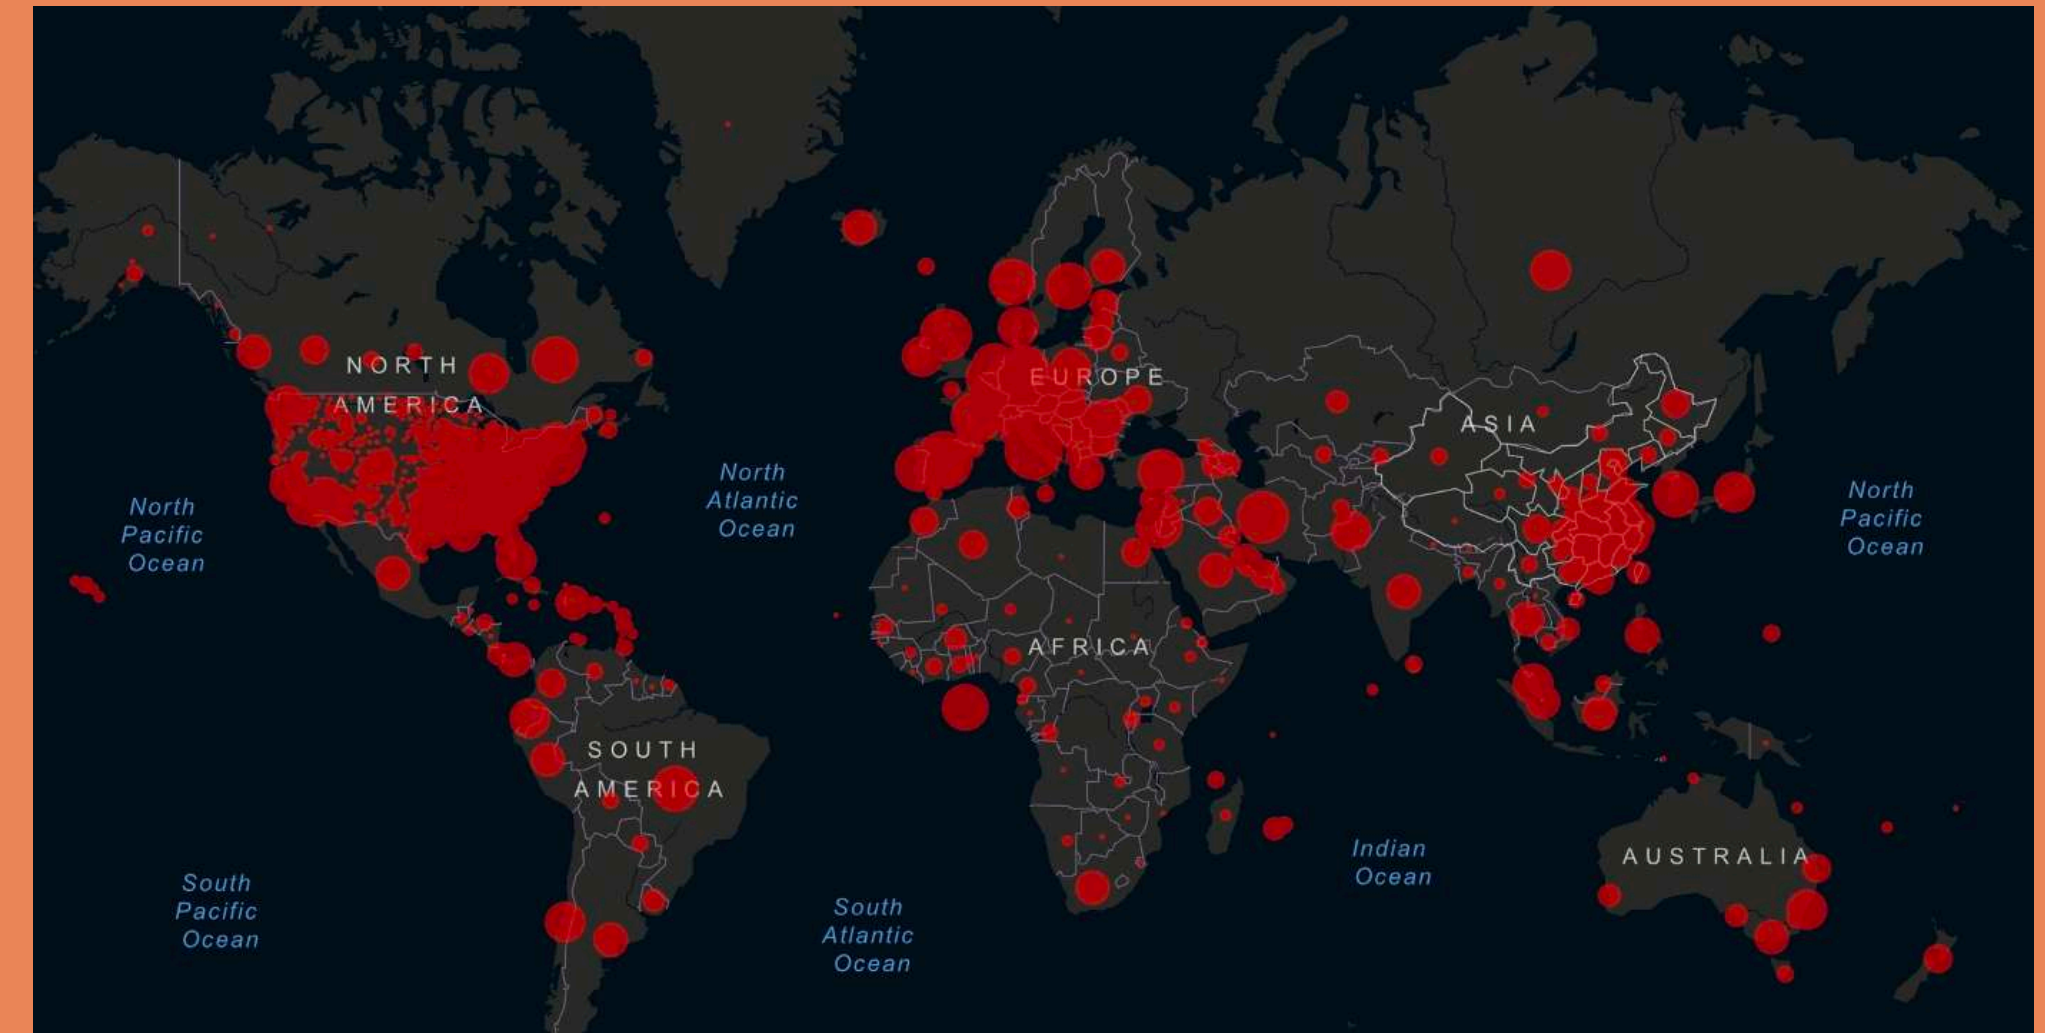 NORTH
AMERICA
EUROPE
ASIA
North
Atlantic
Ocean
North
Pacific
Ocean
North
Pacific
Ocean
AFRICA
SOUTH
AMERICA
Indian
Ocean
AUSTRALIA
South
Pacific
Ocean
South
Atlantic
Ocean